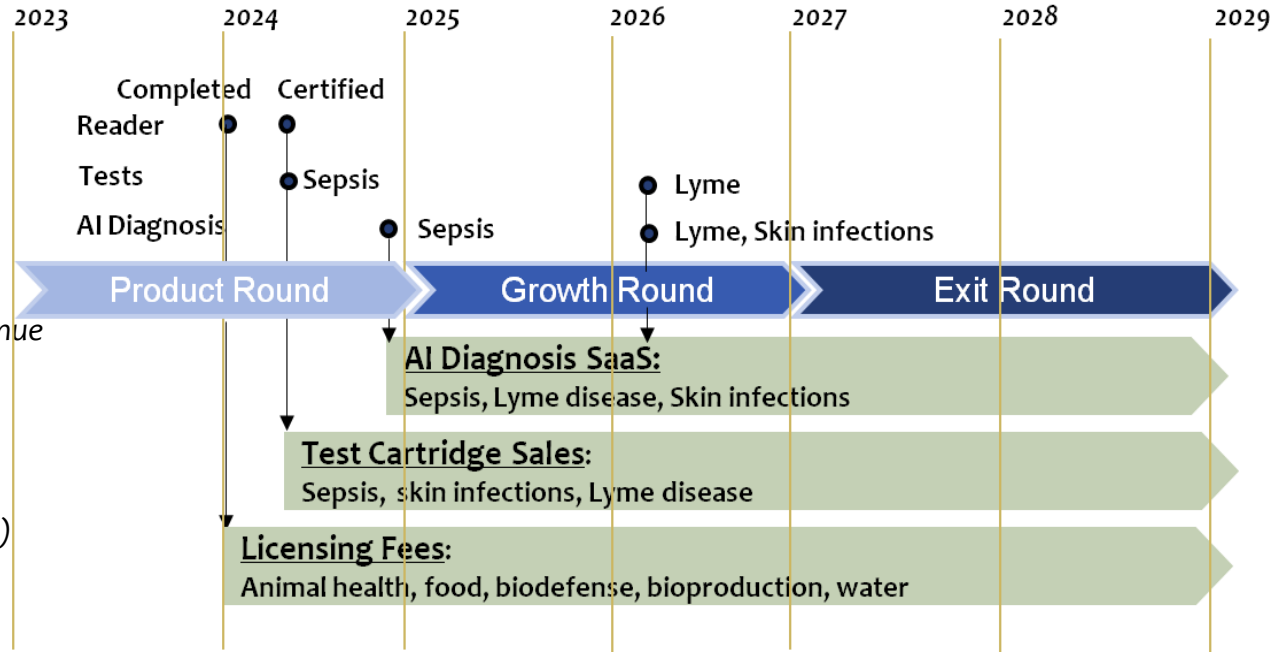 2023 2024 2025 2026 2027 2028 2029
Completed Certified
Reader
Tests Sepsis Lyme
AI Diagnosis Sepsis Lyme, Skin infections
Product Round Growth Round Exit Round
nue
AI Diagnosis SaaS:
Sepsis, Lyme disease, Skin infections
Test Cartridge Sales:
Sepsis, skin infections, Lyme disease
)
Licensing Fees:
Animal health, food, biodefense, bioproduction, water